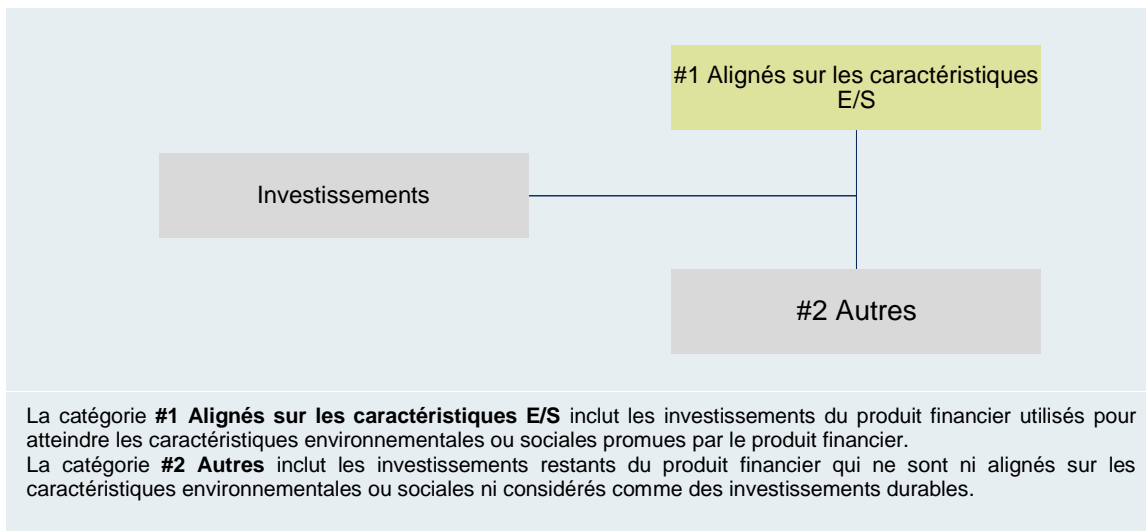 #1 Alignés sur les caractéristiques
E/S
Investissements
#2 Autres
La catégorie #1 Alignés sur les caractéristiques E/S inclut les investissements du produit financier utilisés pour
atteindre les caractéristiques environnementales ou sociales promues par le produit financier.
La catégorie #2 Autres inclut les investissements restants du produit financier qui ne sont ni alignés sur les
caractéristiques environnementales ou sociales ni considérés comme des investissements durables.